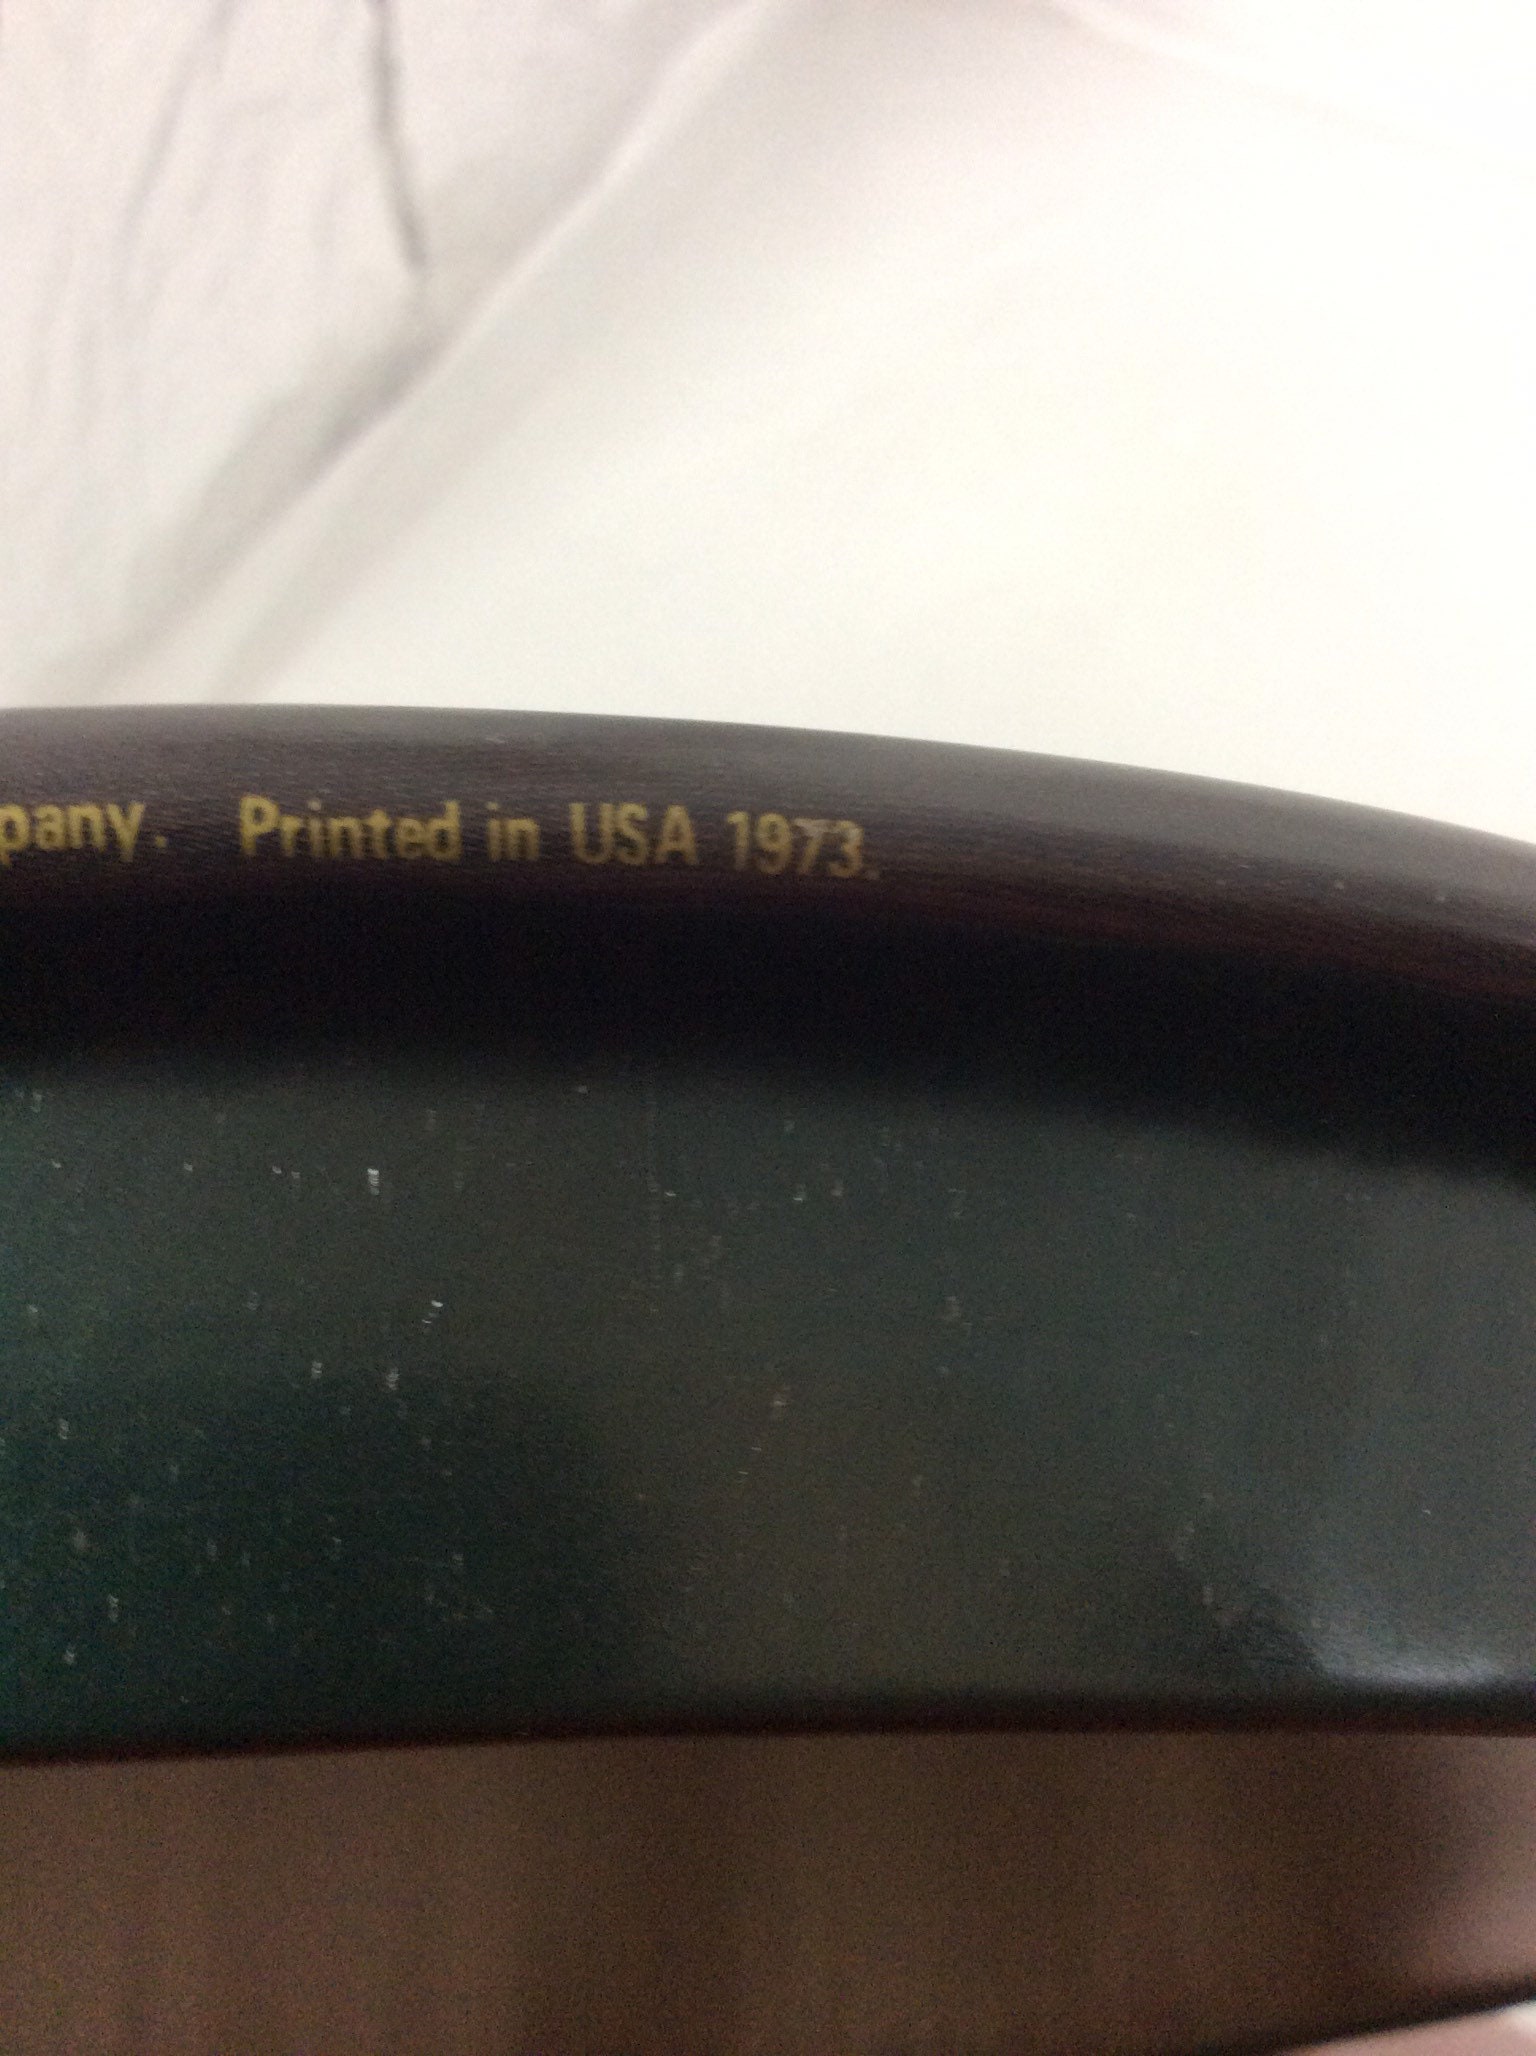 pany. Printed in USA 1973.